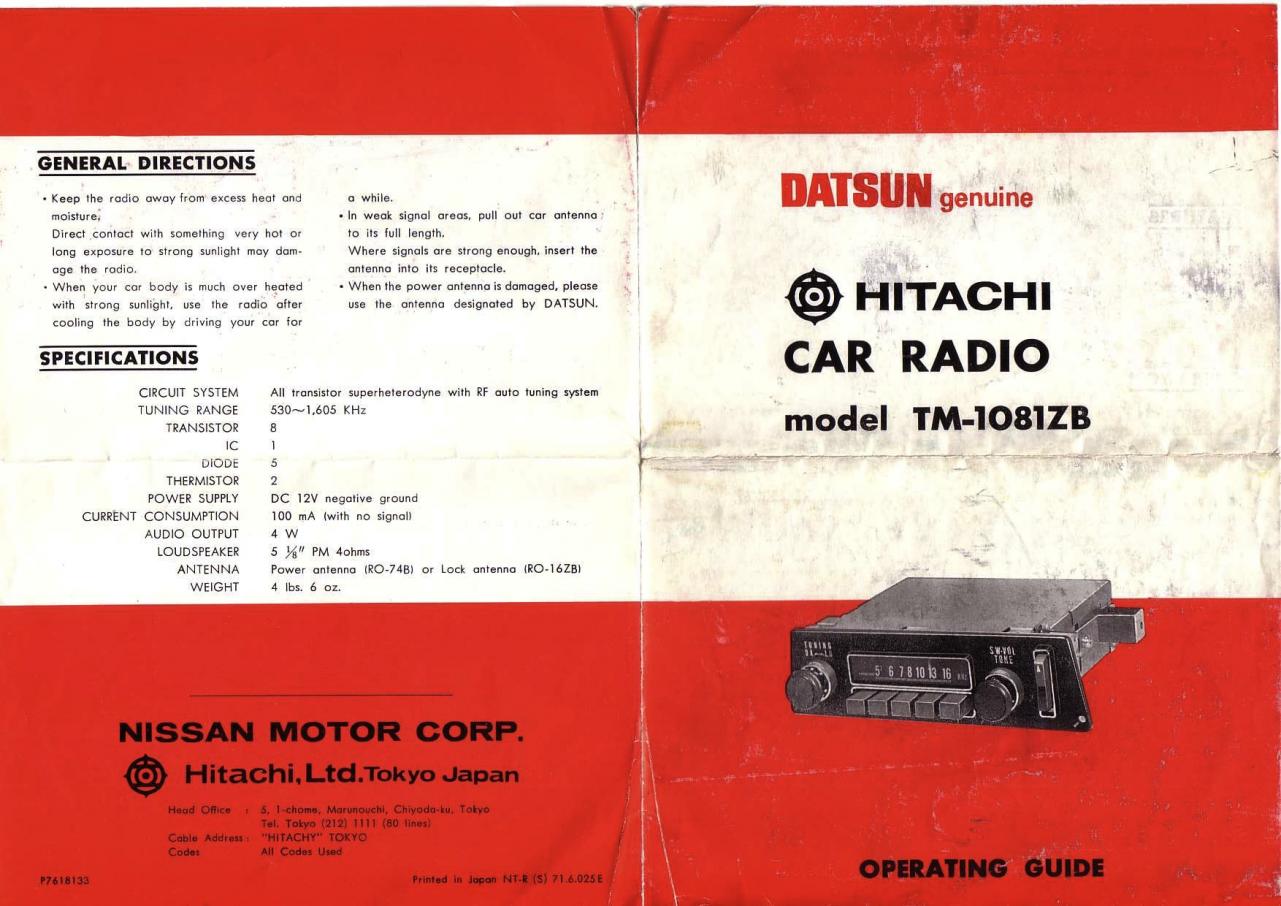 GENERAL DIRECTIONS
• Keep the radio away from excess heat and
moisture,
Direct contact with something very hot or
long exposure to strong sunlight may dam-
age the radio.
• When your car body is much over heated
with strong sunlight, use the radio after
cooling the body by driving your car for
a while.
• In weak signal areas, pull out car antenna
to its full length.
Where signals are strong enough, insert the
antenna into its receptacle.
• When the power antenna is damaged, please
use the antenna designated by DATSUN.
SPECIFICATIONS
CIRCUIT SYSTEM All transistor superheterodyne with RF auto tuning system
TUNING RANGE 530~1,605 KHz
TRANSISTOR 8
IC 1
DIODE 5
THERMISTOR 2
POWER SUPPLY DC 12V negative ground
CURRENT CONSUMPTION 100 mA (with no signal)
AUDIO OUTPUT 4 W
LOUDSPEAKER 5 1/8" PM 4ohms
ANTENNA Power antenna (RO-74B) or Lock antenna (RO-16ZB)
WEIGHT 4 lbs. 6 oz.
NISSAN MOTOR CORP.
Hitachi, Ltd. Tokyo Japan
Head Office : 5, 1-chome, Marunouchi, Chiyoda-ku, Tokyo
Tel. Tokyo (212) 1111 (80 lines)
Cable Address : "HITACHY" TOKYO
Codes All Codes Used
P7618133
Printed in Japan NT-R (S) 71.6.025E
DATSUN genuine
HITACHI
CAR RADIO
model TM-1081ZB
TUNING
SW-VOL
TONE
5 6 7 8 10 13 16
OPERATING GUIDE